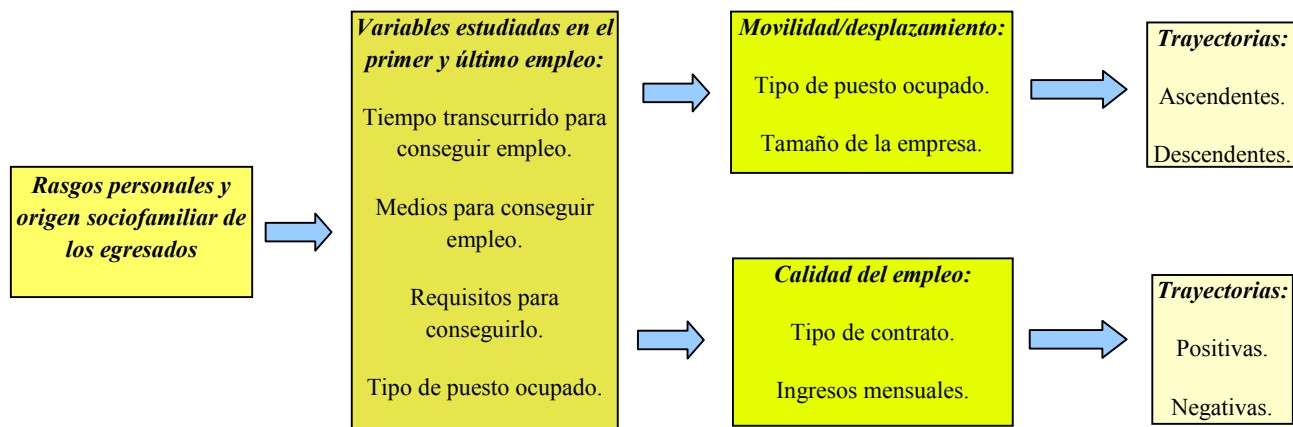 Rasgos personales y
origen sociofamiliar de
los egresados
Variables estudiadas en el
primer y último empleo:
Tiempo transcurrido para
conseguir empleo.
Medios para conseguir
empleo.
Requisitos para
conseguirlo.
Tipo de puesto ocupado.
Movilidad/desplazamiento:
Tipo de puesto ocupado.
Tamaño de la empresa.
Trayectorias:
Ascendentes.
Descendentes.
Calidad del empleo:
Tipo de contrato.
Ingresos mensuales.
Trayectorias:
Positivas.
Negativas.